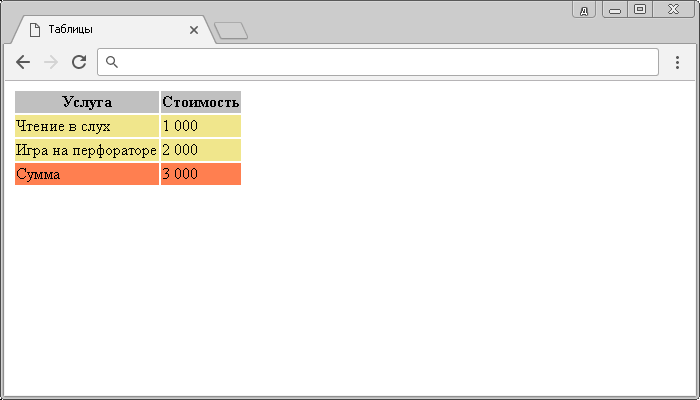 д
Таблицы
Услуга Стоимость
Чтение в слух 1 000
Игра на перфораторе 2 000
Сумма 3 000